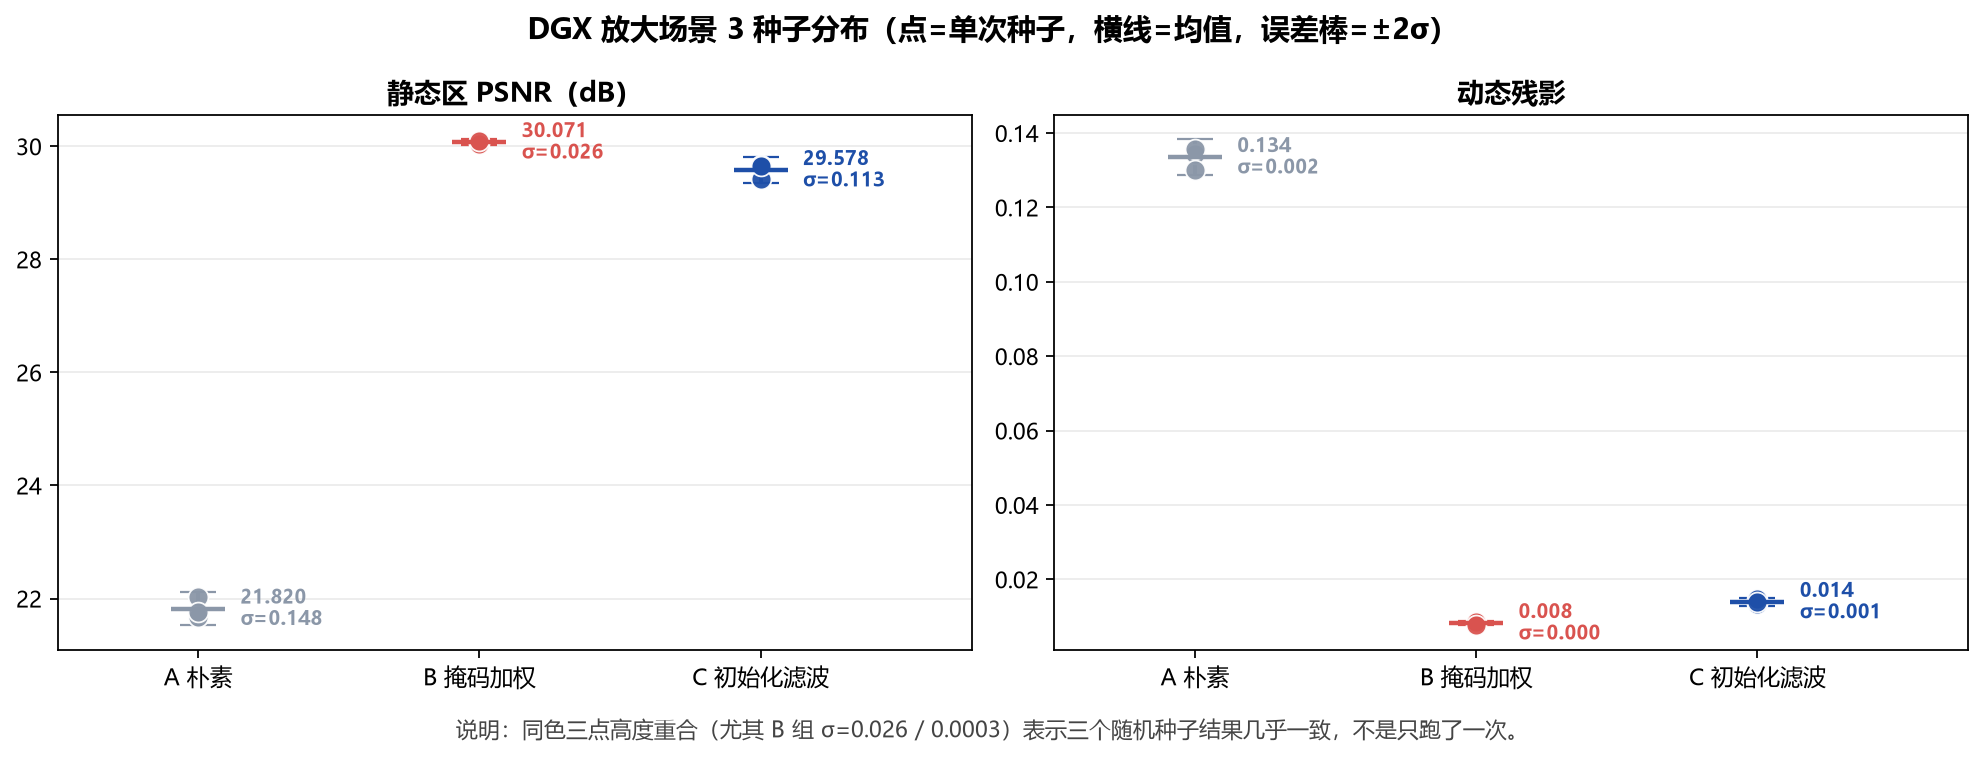 DGX 放大场景 3 种子分布（点=单次种子，横线=均值，误差棒=±2σ）
静态区 PSNR（dB）
30
28
26
24
22
30.071
σ=0.026
29.578
σ=0.113
21.820
σ=0.148
A 朴素
B 掩码加权
C 初始化滤波
动态残影
0.14
0.12
0.10
0.08
0.06
0.04
0.02
0.134
σ=0.002
0.008
σ=0.000
0.014
σ=0.001
A 朴素
B 掩码加权
C 初始化滤波
说明：同色三点高度重合（尤其 B 组 σ=0.026 / 0.0003）表示三个随机种子结果几乎一致，不是只跑了一次。